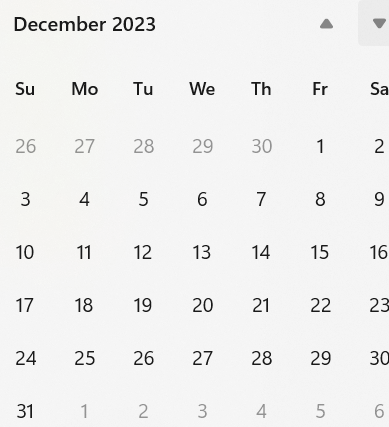 December 2023
Su Mo Tu We Th Fr Sa
26 27 28 29 30 1 2
3 4 5 6 7 8 9
10 11 12 13 14 15 16
17 18 19 20 21 22 23
24 25 26 27 28 29 30
31 1 2 3 4 5 6